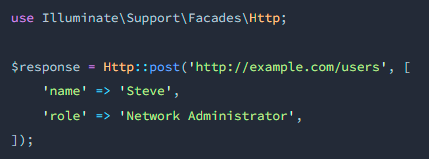 use Illuminate\Support\Facades\Http;
$response = Http::post('http://example.com/users', [
    'name' => 'Steve',
    'role' => 'Network Administrator',
]);